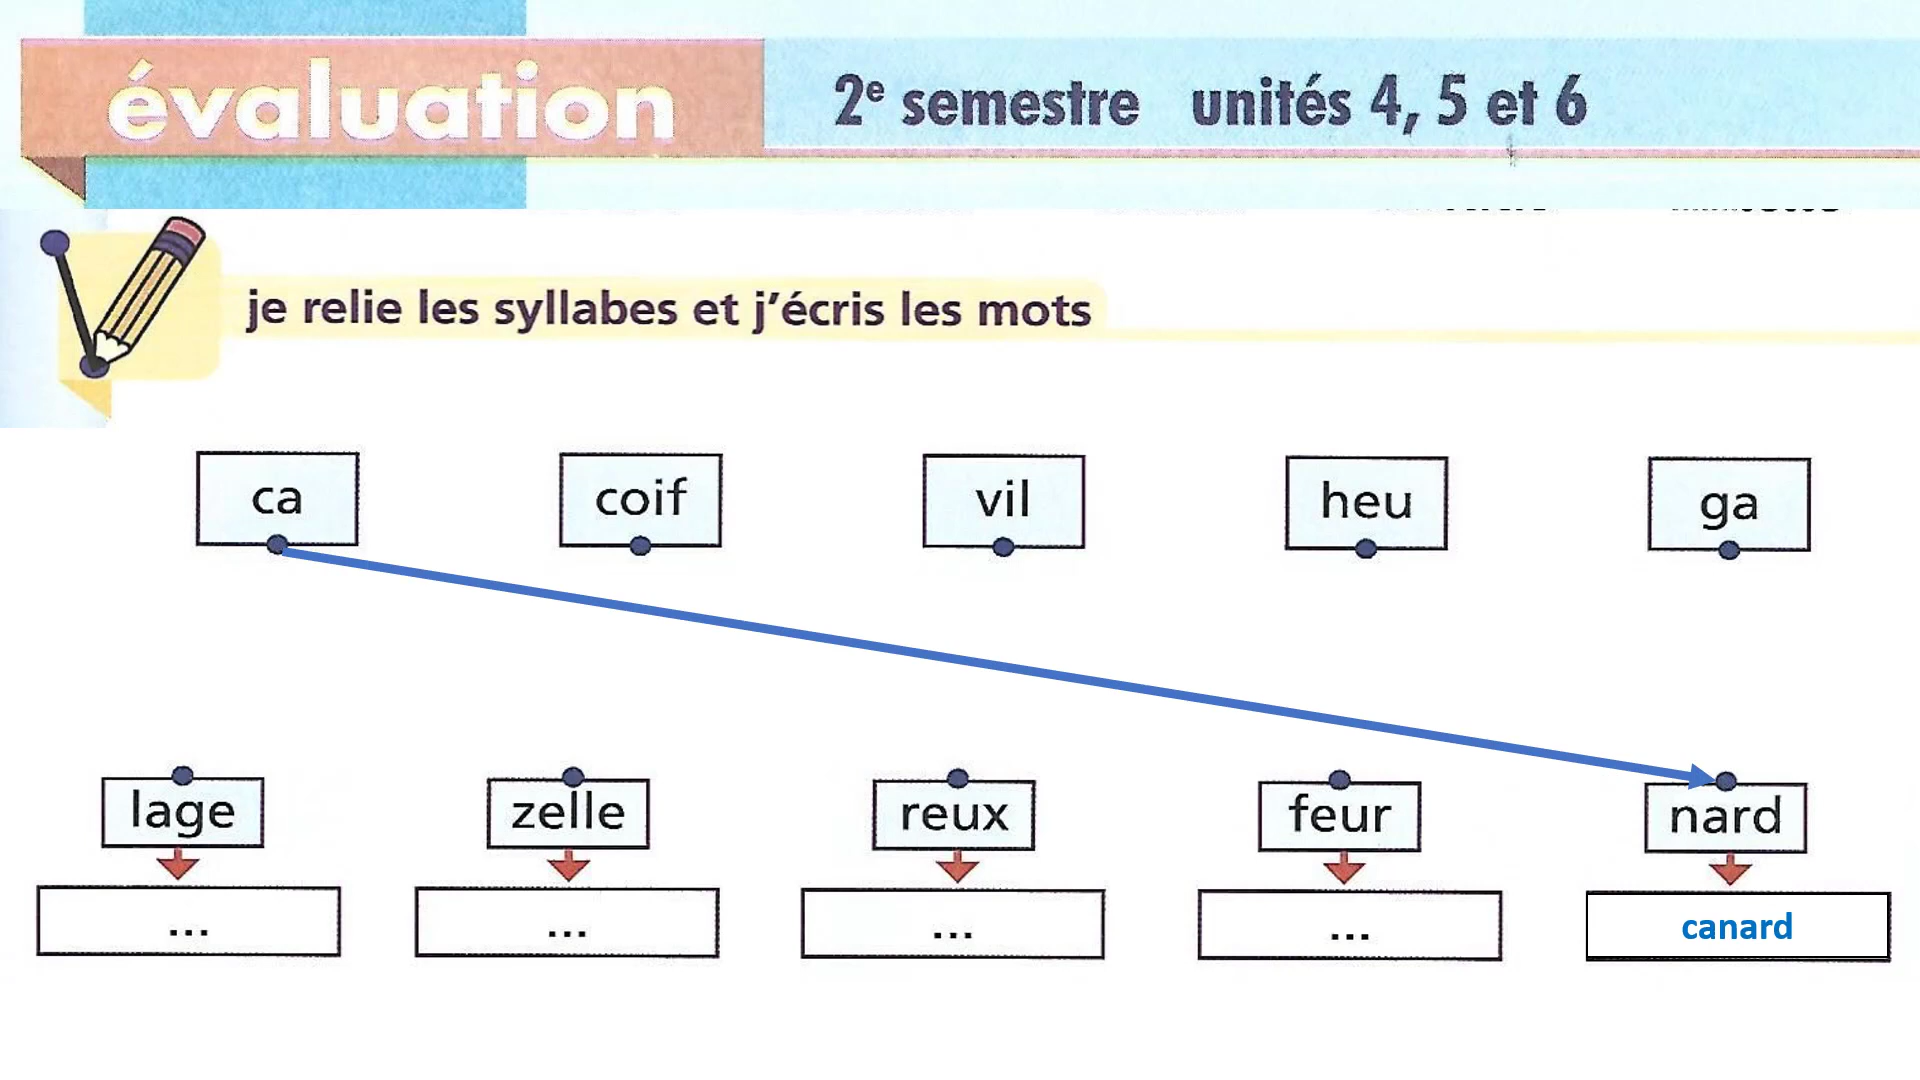 évaluation
2e semestre unités 4, 5 et 6
je relie les syllabes et j'écris les mots
ca coif vil heu ga
lage zelle reux feur nard
... ... ... ... canard